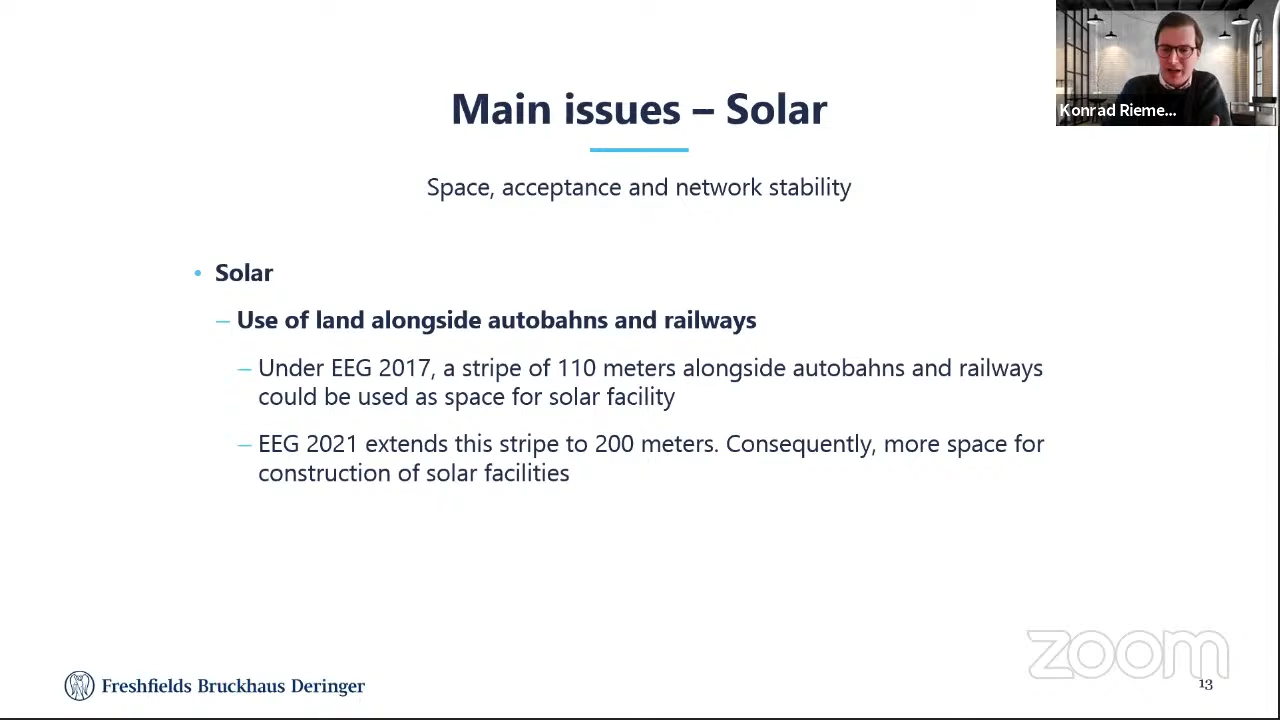 Konrad Rieme...
Main issues – Solar
Space, acceptance and network stability
• Solar
– Use of land alongside autobahns and railways
– Under EEG 2017, a stripe of 110 meters alongside autobahns and railways
could be used as space for solar facility
– EEG 2021 extends this stripe to 200 meters. Consequently, more space for
construction of solar facilities
zoom
Freshfields Bruckhaus Deringer
13